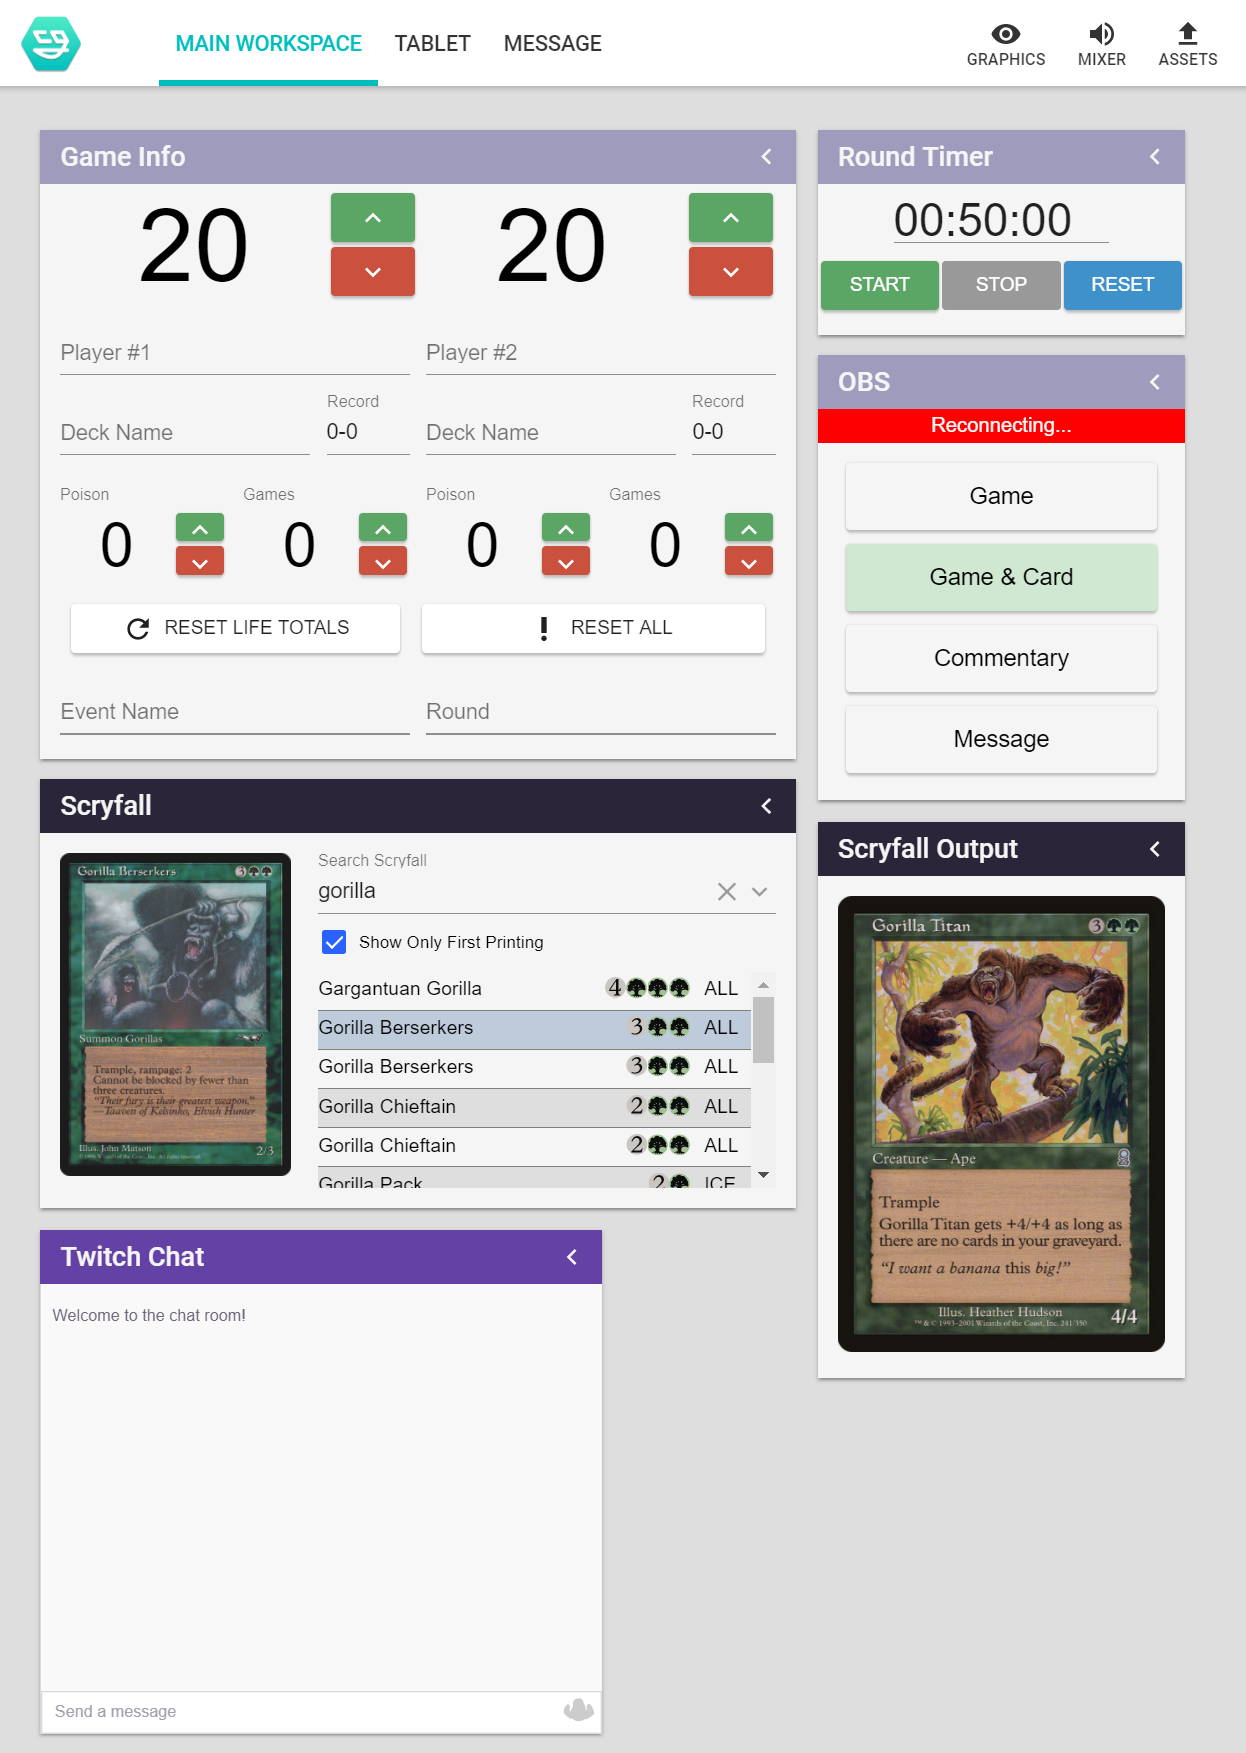 MAIN WORKSPACE TABLET MESSAGE
GRAPHICS MIXER ASSETS
Game Info
20 20
Player #1 Player #2
Record Record
Deck Name 0-0 Deck Name 0-0
Poison Games Poison Games
0 0 0 0
RESET LIFE TOTALS ! RESET ALL
Event Name Round
Round Timer
00:50:00
START STOP RESET
OBS
Reconnecting...
Game
Game & Card
Commentary
Message
Scryfall
Gorilla Berserkers 3
Summon Gorillas
Trample, rampage: 2
Cannot be blocked by fewer than
three creatures.
"Their fury is their greatest weapon."
—Taaveti of Kelsinko, Elvish Hunter
Illus. John Matson
2/3
Search Scryfall
gorilla
Show Only First Printing
Gargantuan Gorilla 4 ALL
Gorilla Berserkers 3 ALL
Gorilla Berserkers 3 ALL
Gorilla Chieftain 2 ALL
Gorilla Chieftain 2 ALL
Gorilla Pack 2 ICE
Scryfall Output
Gorilla Titan 3
Creature — Ape
Trample
Gorilla Titan gets +4/+4 as long as
there are no cards in your graveyard.
"I want a banana this big!"
Illus. Heather Hudson
™ & © 1993–2001 Wizards of the Coast, Inc. 241/350
4/4
Twitch Chat
Welcome to the chat room!
Send a message